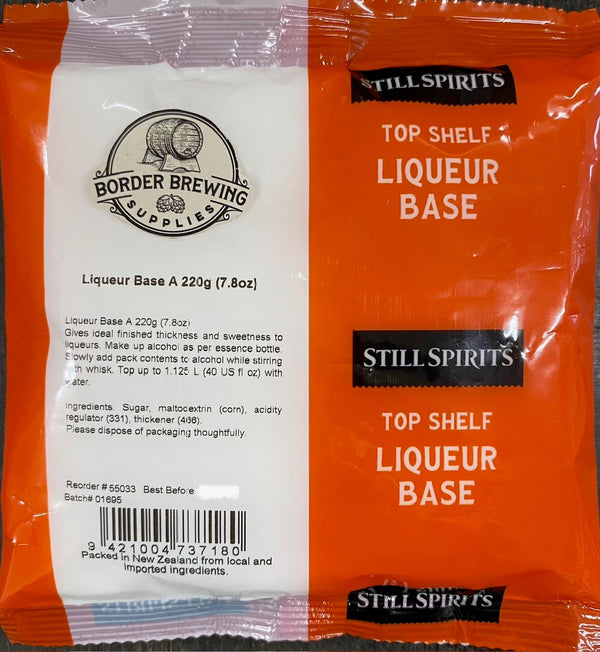 STILL SPIRITS
TOP SHELF
LIQUEUR
BASE
BORDER BREWING
SUPPLIES
Liqueur Base A 220g (7.8oz)
Liqueur Base A 220g (7.8oz)
Gives ideal finished thickness and sweetness to
liqueurs. Make up alcohol as per essence bottle.
Slowly add pack contents to alcohol while stirring
with whisk. Top up to 1.125 L (40 US fl oz) with
water.
Ingredients: Sugar, maltodextrin (corn), acidity
regulator (331), thickener (466).
Please dispose of packaging thoughtfully.
Reorder # 55033 Best Before
Batch# 01695
9 421004 737180
Packed in New Zealand from local and
imported ingredients.
STILL SPIRITS
TOP SHELF
LIQUEUR
BASE
STILL SPIRITS